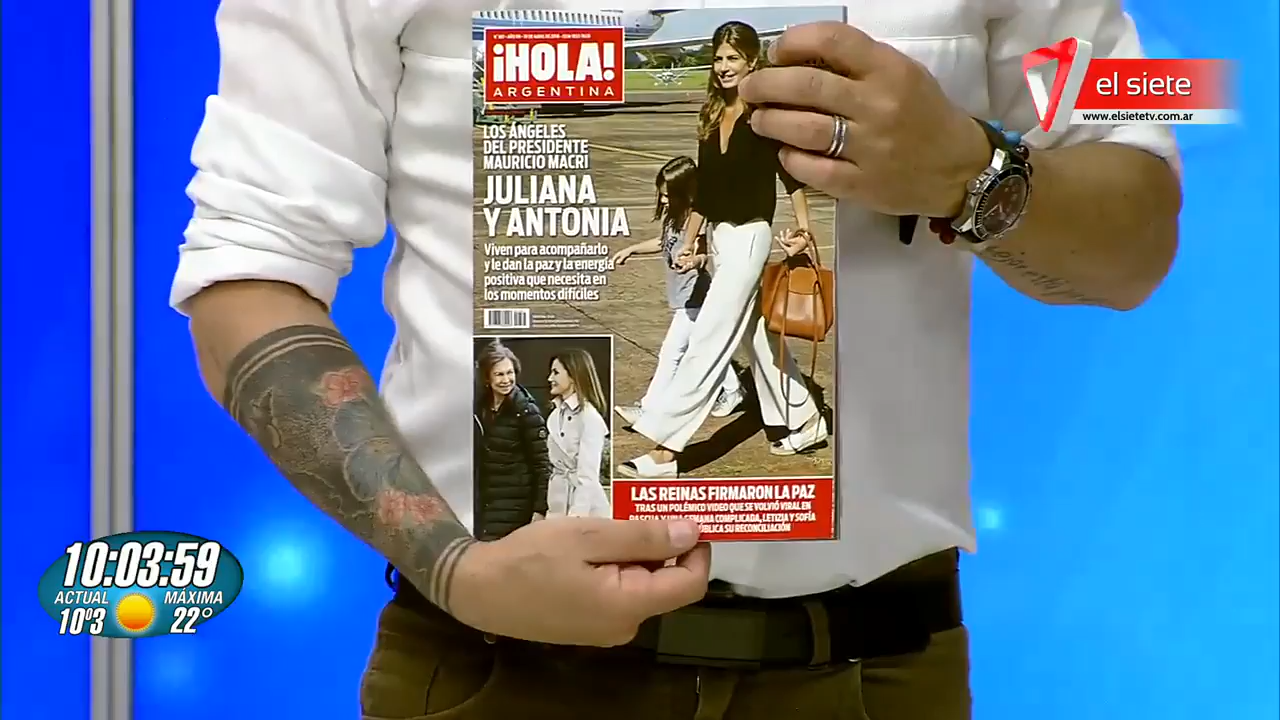 ¡HOLA!
ARGENTINA
LOS ÁNGELES
DEL PRESIDENTE
MAURICIO MACRI
JULIANA
Y ANTONIA
Viven para acompañarlo
y le dan la paz y la energía
positiva que necesita en
los momentos difíciles
LAS REINAS FIRMARON LA PAZ
TRAS UN POLÉMICO VIDEO QUE SE VOLVIÓ VIRAL EN
PASCUA Y UNA SEMANA COMPLICADA, LETIZIA Y SOFÍA
PÚBLICA SU RECONCILIACIÓN
el siete
www.elsietetv.com.ar
10:03:59
ACTUAL MÁXIMA
10º3 22º